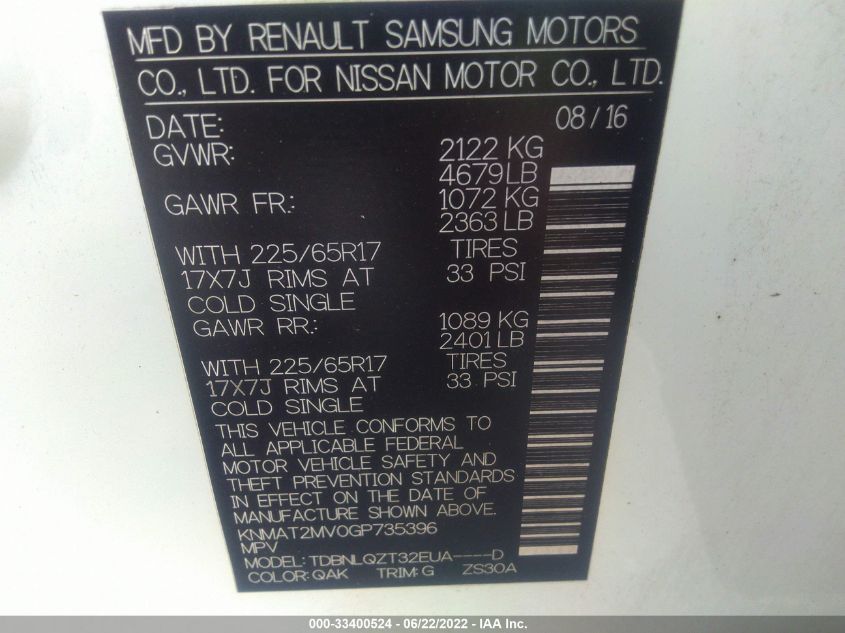 MFD BY RENAULT SAMSUNG MOTORS
CO., LTD. FOR NISSAN MOTOR CO., LTD.
DATE: 08/16
GVWR: 2122 KG
4679 LB
GAWR FR.: 1072 KG
2363 LB
WITH 225/65R17 TIRES
17X7J RIMS AT 33 PSI
COLD SINGLE
GAWR RR.: 1089 KG
2401 LB
WITH 225/65R17 TIRES
17X7J RIMS AT 33 PSI
COLD SINGLE
THIS VEHICLE CONFORMS TO
ALL APPLICABLE FEDERAL
MOTOR VEHICLE SAFETY AND
THEFT PREVENTION STANDARDS
IN EFFECT ON THE DATE OF
MANUFACTURE SHOWN ABOVE.
KNMAT2MV0GP735396
MPV
MODEL: TDBNLQZT32EUA----D
COLOR: QAK TRIM: G ZS30A
000-33400524 - 06/22/2022 - IAA Inc.